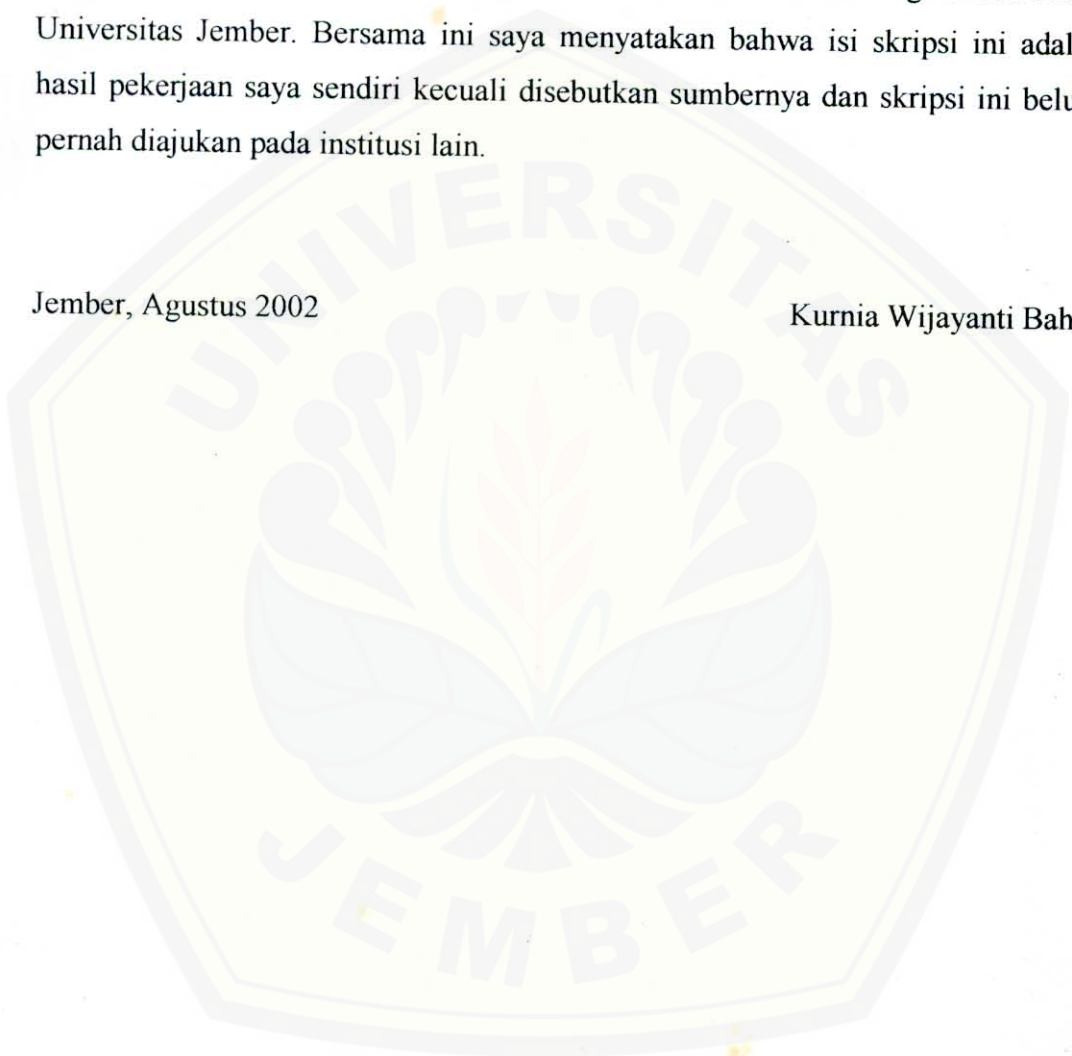 Universitas Jember. Bersama ini saya menyatakan bahwa isi skripsi ini adal
hasil pekerjaan saya sendiri kecuali disebutkan sumbernya dan skripsi ini belu
pernah diajukan pada institusi lain.
Jember, Agustus 2002
Kurnia Wijayanti Bah
UNIVERSITAS
JEMBER